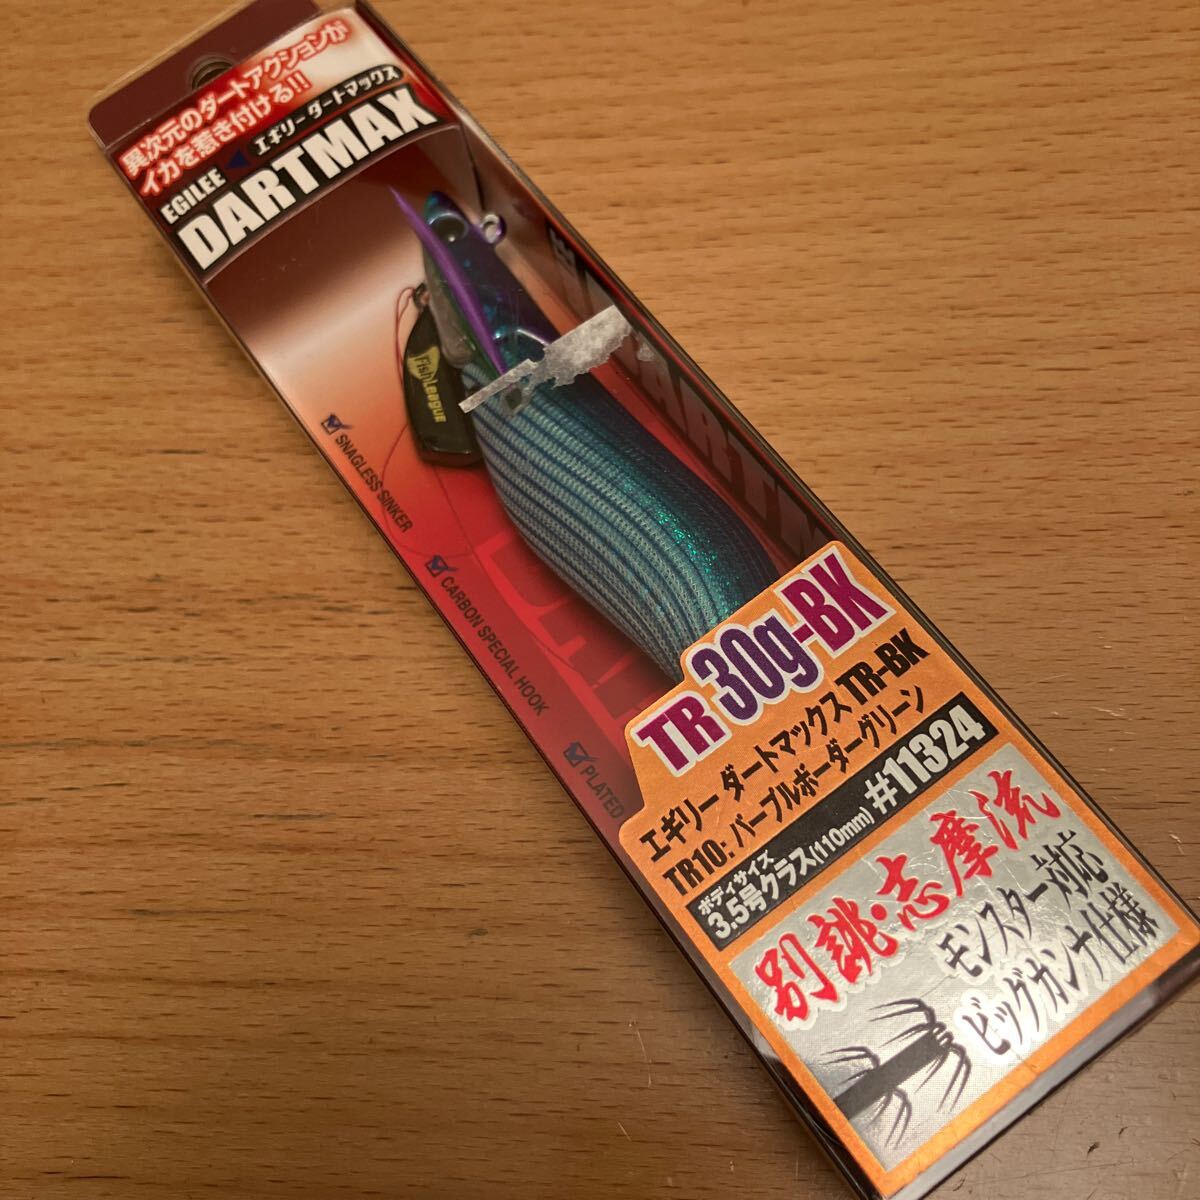 異次元のダートアクションが
イカを惹き付ける!!
EGILEE
エギリー ダートマックス
DARTMAX
FishLeague
SNAGLESS SINKER
CARBON SPECIAL HOOK
PLATED
TR 30g-BK
エギリー ダートマックス TR-BK
TR10: パープルボーダーグリーン
ボディサイズ
3.5号クラス(110mm) #11324
別誂・志摩流
モンスター対応
ビッグカンナ仕様